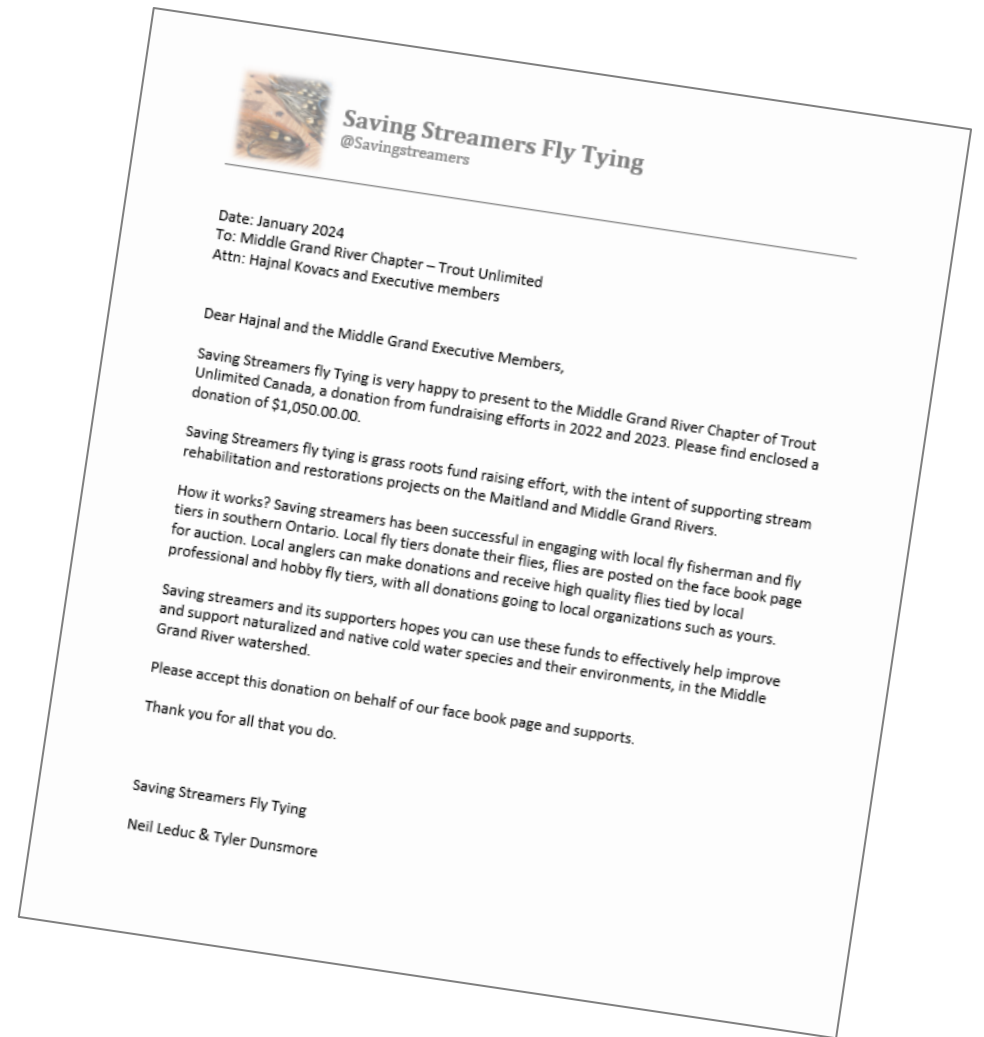 Saving Streamers Fly Tying
@Savingstreamers
Date: January 2024
To: Middle Grand River Chapter – Trout Unlimited
Attn: Hajnal Kovacs and Executive members
Dear Hajnal and the Middle Grand Executive Members,
Saving Streamers fly Tying is very happy to present to the Middle Grand River Chapter of Trout
Unlimited Canada, a donation from fundraising efforts in 2022 and 2023. Please find enclosed a
donation of $1,050.00.00.
Saving Streamers fly tying is grass roots fund raising effort, with the intent of supporting stream
rehabilitation and restorations projects on the Maitland and Middle Grand Rivers.
How it works? Saving streamers has been successful in engaging with local fly fisherman and fly
tiers in southern Ontario. Local fly tiers donate their flies, flies are posted on the face book page
for auction. Local anglers can make donations and receive high quality flies tied by local
professional and hobby fly tiers, with all donations going to local organizations such as yours.
Saving streamers and its supporters hopes you can use these funds to effectively help improve
and support naturalized and native cold water species and their environments, in the Middle
Grand River watershed.
Please accept this donation on behalf of our face book page and supports.
Thank you for all that you do.
Saving Streamers Fly Tying
Neil Leduc & Tyler Dunsmore